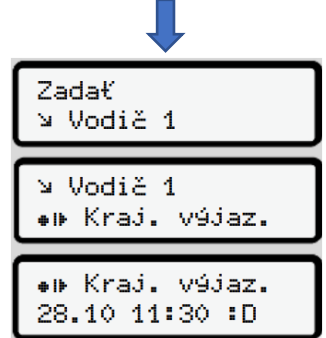 Zadať
↘ Vodič 1
↘ Vodič 1
●I▶ Kraj. výjaz.
●I▶ Kraj. výjaz.
28.10 11:30 :D